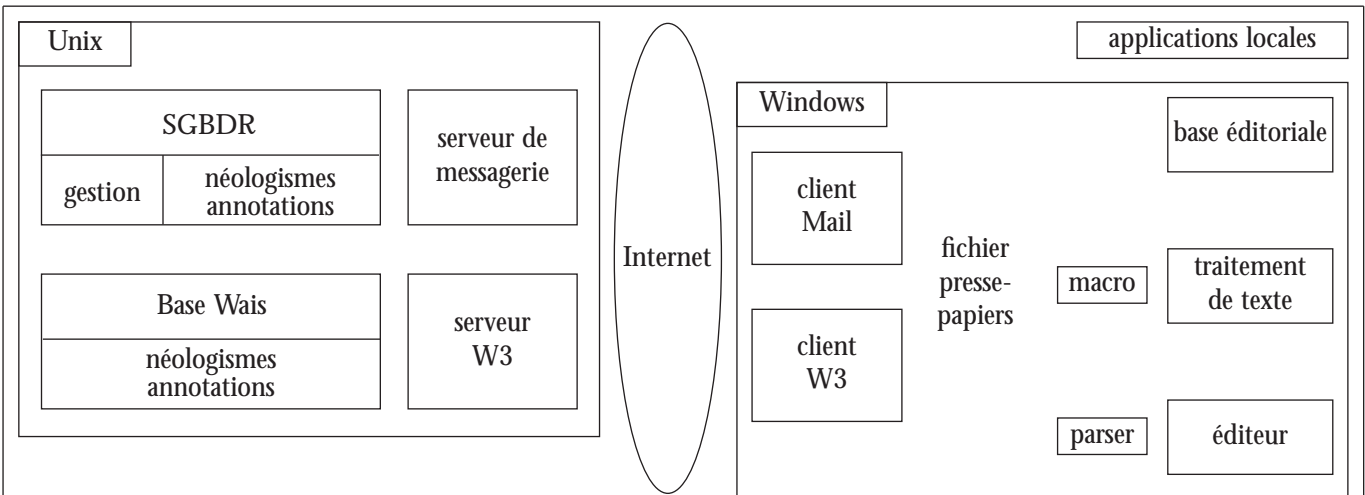 Unix
SGBDR
gestion
néologismes
annotations
serveur de
messagerie
Base Wais
néologismes
annotations
serveur
W3
Internet
applications locales
Windows
client
Mail
client
W3
fichier
presse-
papiers
macro
parser
base éditoriale
traitement
de texte
éditeur